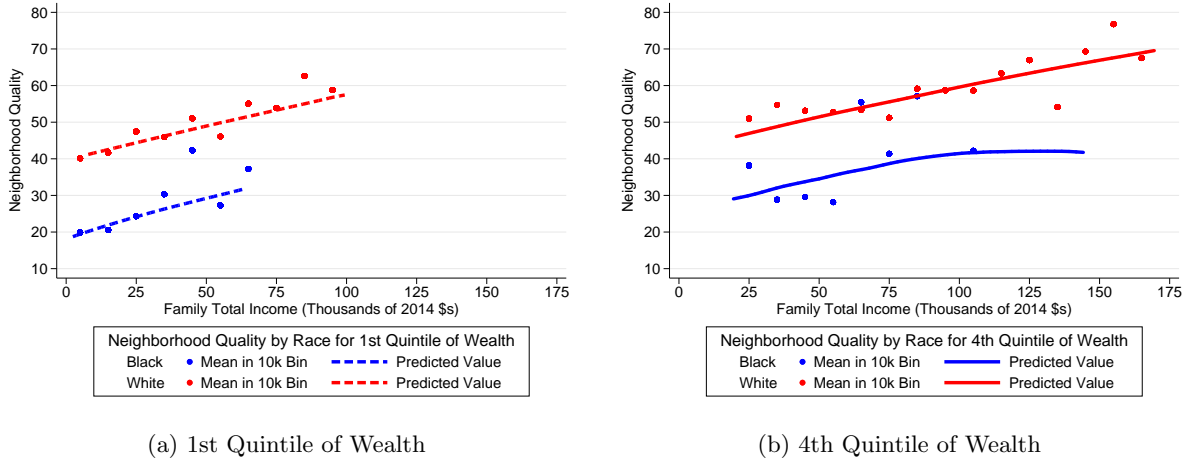 80
70
60
50
40
30
20
10
Neighborhood Quality
0 25 50 75 100 125 150 175
Family Total Income (Thousands of 2014 $s)
Neighborhood Quality by Race for 1st Quintile of Wealth
Black Mean in 10k Bin Predicted Value
White Mean in 10k Bin Predicted Value
(a) 1st Quintile of Wealth
80
70
60
50
40
30
20
10
Neighborhood Quality
0 25 50 75 100 125 150 175
Family Total Income (Thousands of 2014 $s)
Neighborhood Quality by Race for 4th Quintile of Wealth
Black Mean in 10k Bin Predicted Value
White Mean in 10k Bin Predicted Value
(b) 4th Quintile of Wealth